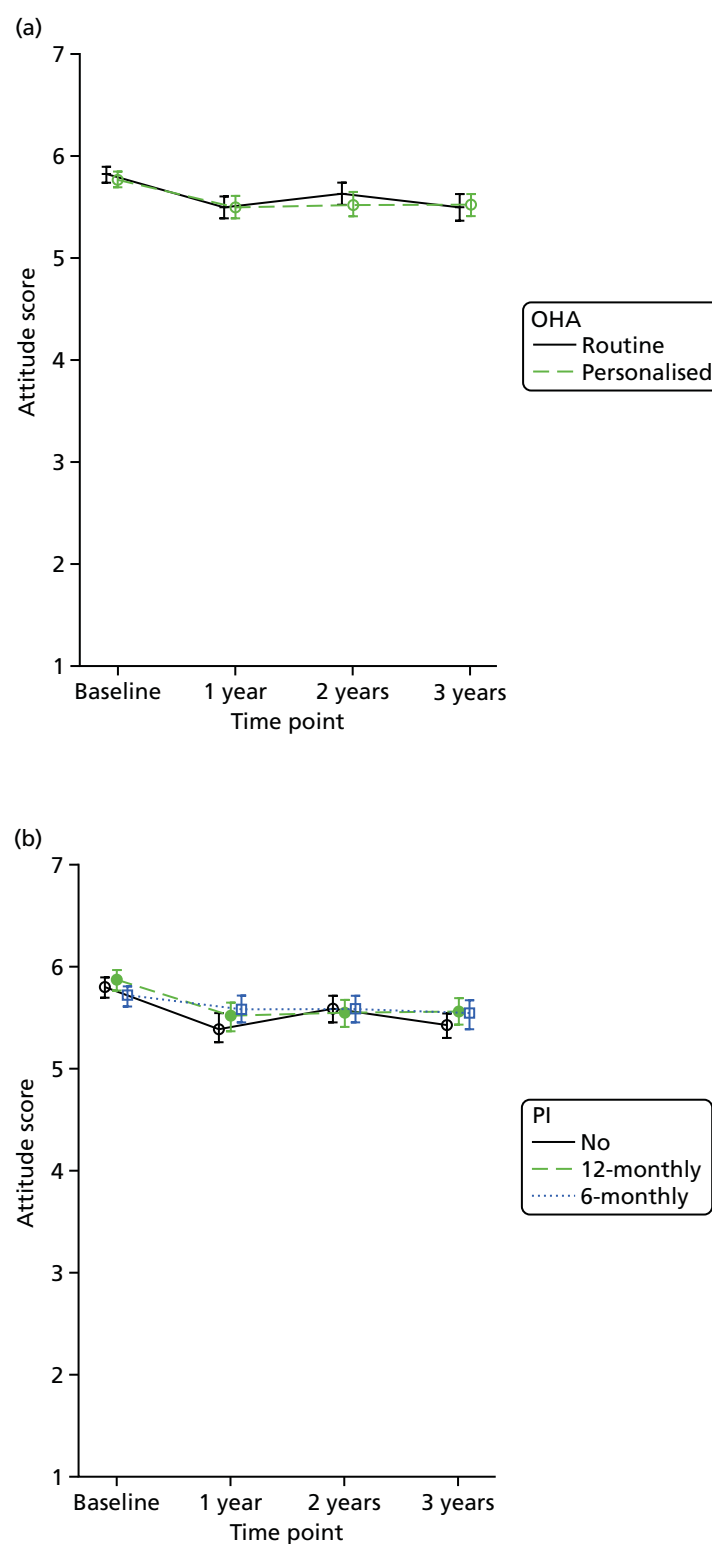 (a)
7
6
5
4
3
2
1
Attitude score
Baseline 1 year 2 years 3 years
Time point
OHA
Routine
Personalised
(b)
7
6
5
4
3
2
1
Attitude score
Baseline 1 year 2 years 3 years
Time point
PI
No
12-monthly
6-monthly